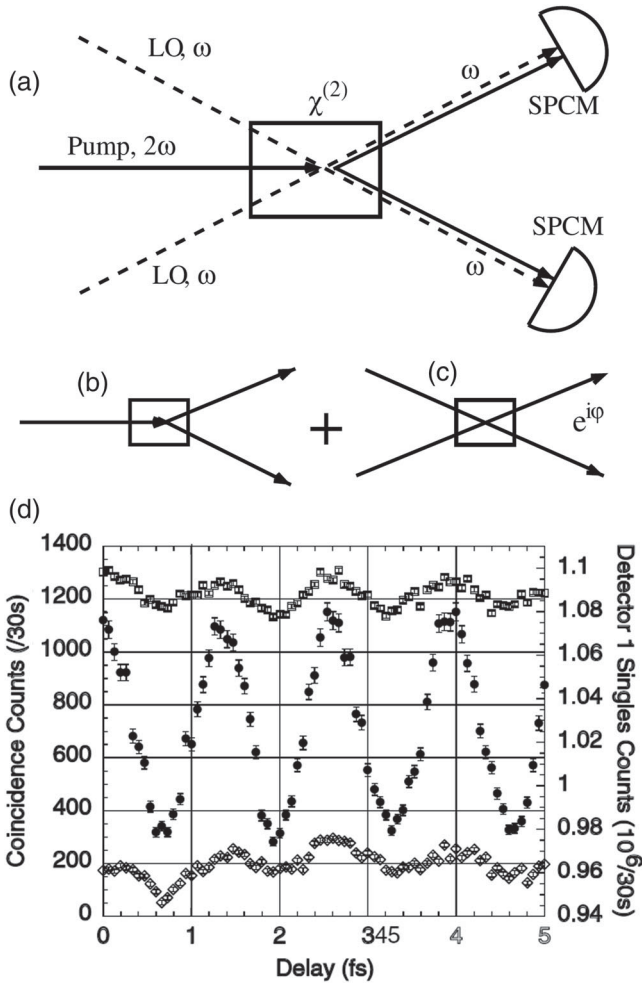 (a)
LO, ω
χ(2)
ω
SPCM
Pump, 2ω
SPCM
LO, ω
ω
(b)
(c)
+
e^iφ
(d)
Coincidence Counts (/30s)
1400
1200
1000
800
600
400
200
0
1.1
1.08
1.06
1.04
1.02
1
0.98
0.96
0.94
Detector 1 Singles Counts (10^6/30s)
0 1 2 345 4 5
Delay (fs)